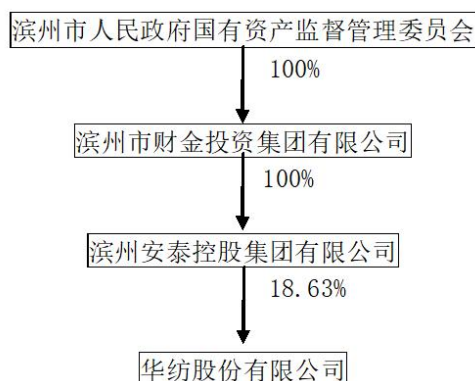 滨州市人民政府国有资产监督管理委员会
100%
滨州市财金投资集团有限公司
100%
滨州安泰控股集团有限公司
18.63%
华纺股份有限公司